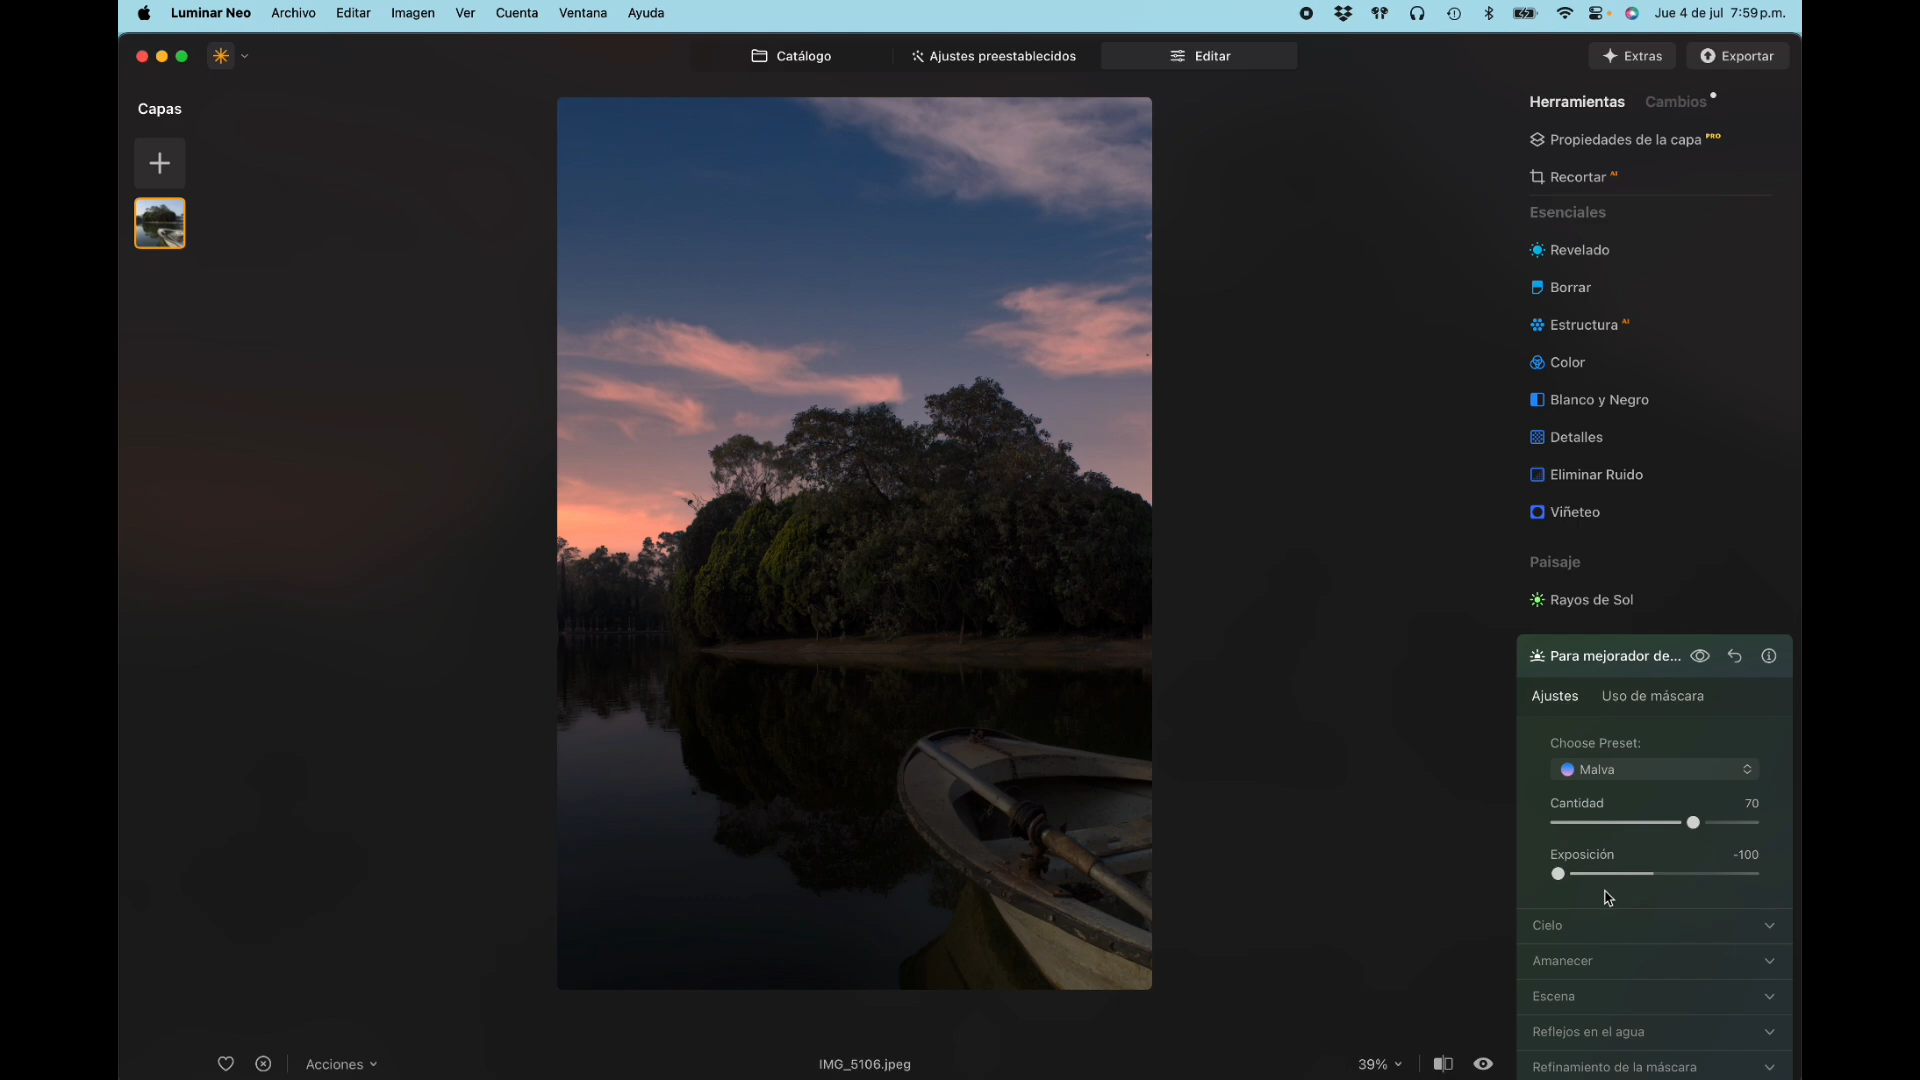 Luminar Neo Archivo Editar Imagen Ver Cuenta Ventana Ayuda Jue 4 de jul 7:59 p.m.
Catálogo Ajustes preestablecidos Editar Extras Exportar
Capas
Herramientas Cambios
Propiedades de la capa PRO
Recortar AI
Esenciales
Revelado
Borrar
Estructura AI
Color
Blanco y Negro
Detalles
Eliminar Ruido
Viñeteo
Paisaje
Rayos de Sol
Para mejorador de...
Ajustes Uso de máscara
Choose Preset:
Malva
Cantidad 70
Exposición -100
Cielo
Amanecer
Escena
Reflejos en el agua
Refinamiento de la máscara
Acciones IMG_5106.jpeg 39%